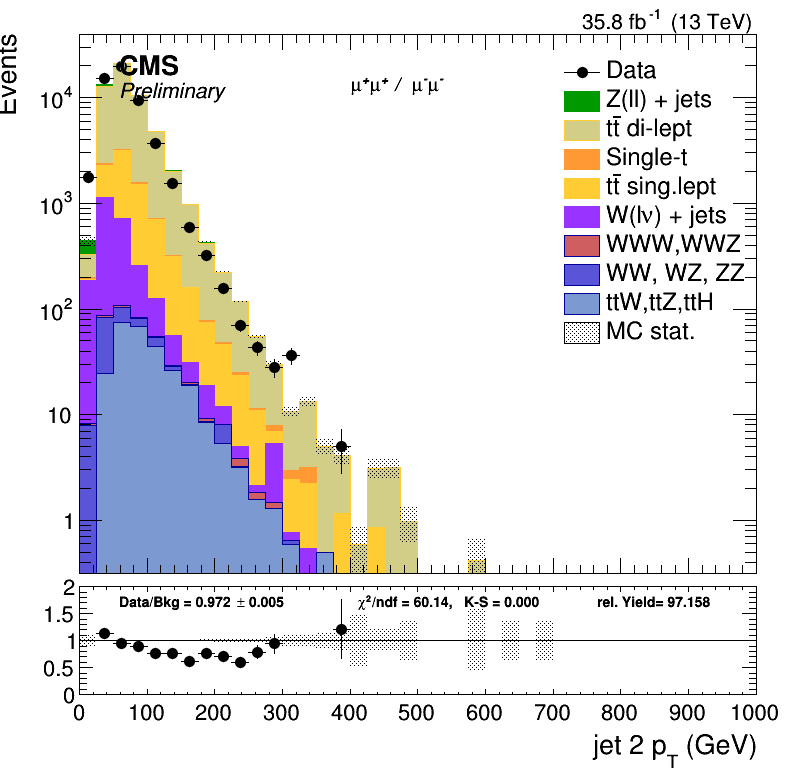 35.8 fb⁻¹ (13 TeV)
Events
CMS
Preliminary
μ⁺μ⁺ / μ⁻μ⁻
Data
Z(ll) + jets
tt̄ di-lept
Single-t
tt̄ sing.lept
W(lν) + jets
WWW,WWZ
WW, WZ, ZZ
ttW,ttZ,ttH
MC stat.
10⁴
10³
10²
10
1
Data/Bkg = 0.972 ± 0.005
χ²/ndf = 60.14, K-S = 0.000
rel. Yield= 97.158
2
1.5
1
0.5
0
0 100 200 300 400 500 600 700 800 900 1000
jet 2 p_T (GeV)